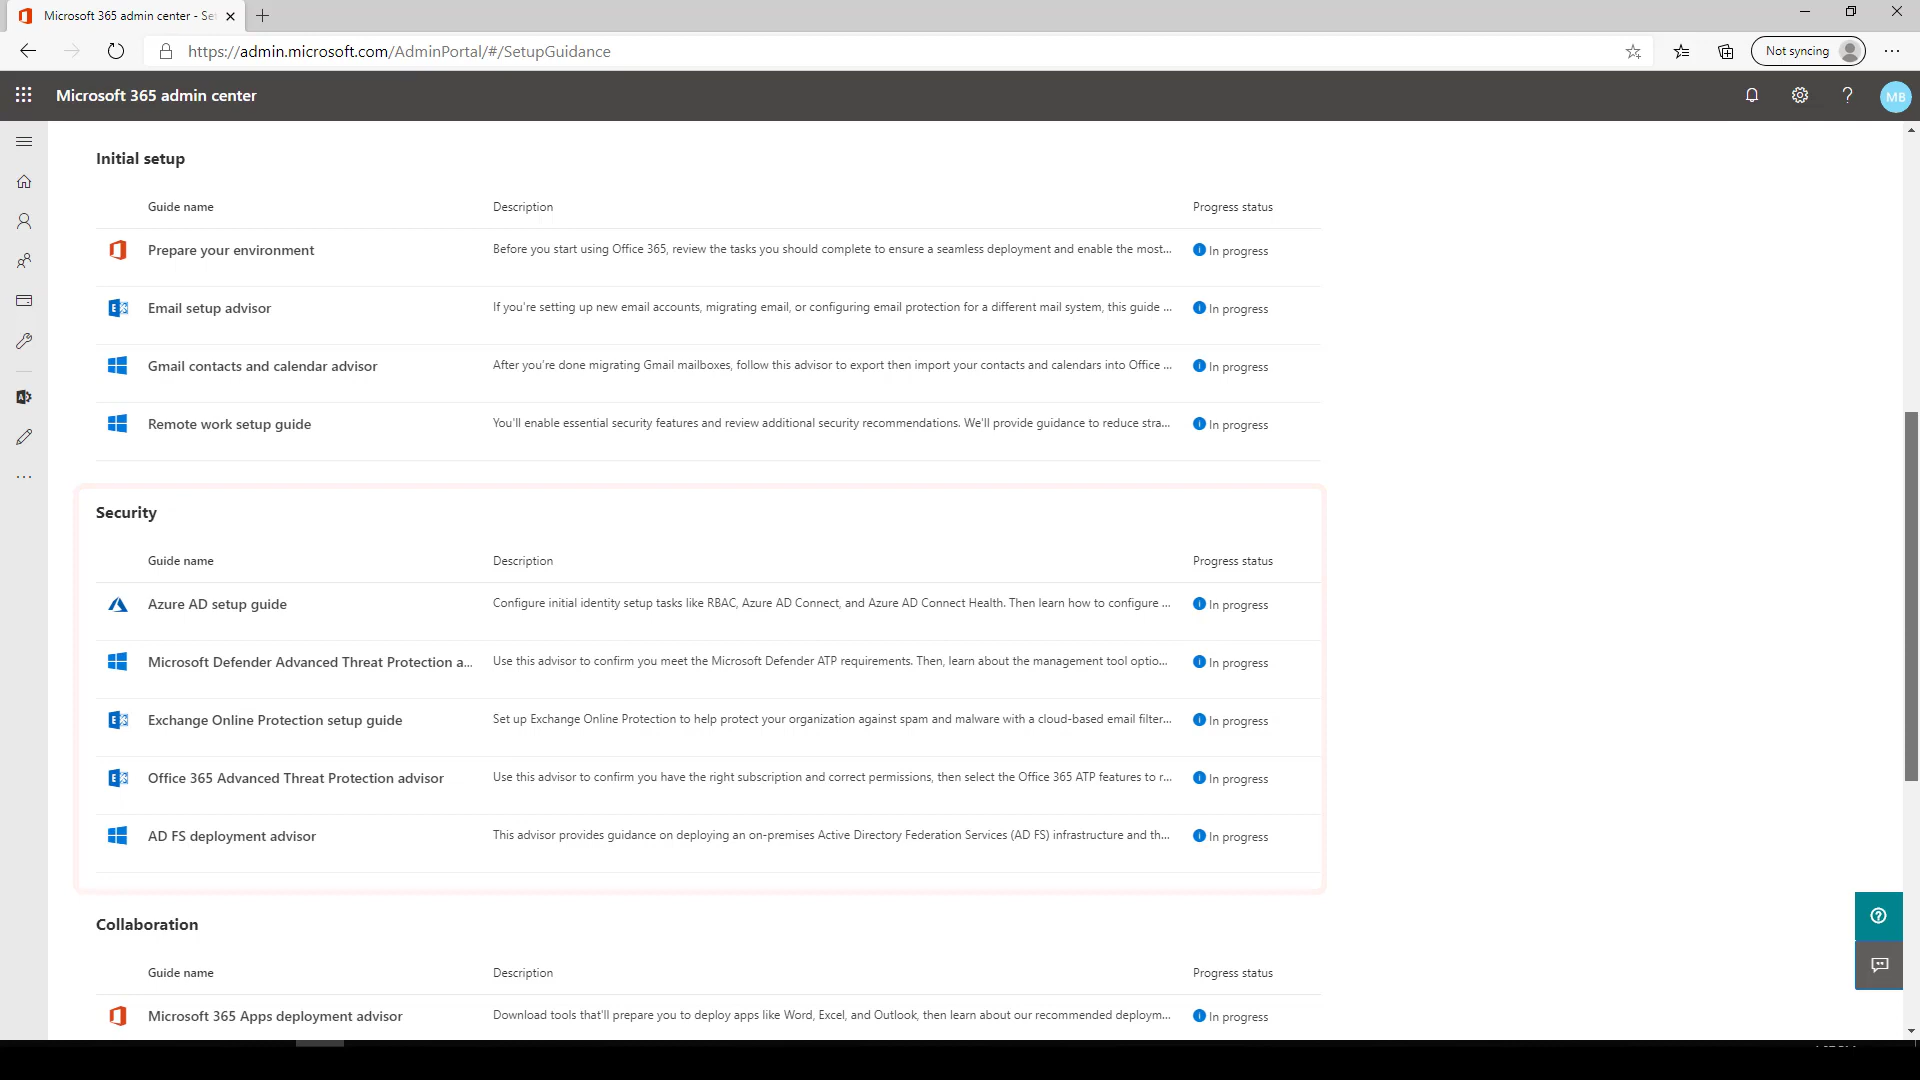 Microsoft 365 admin center - Se
https://admin.microsoft.com/AdminPortal/#/SetupGuidance
Not syncing
Microsoft 365 admin center
MB
Initial setup
Guide name Description Progress status
Prepare your environment Before you start using Office 365, review the tasks you should complete to ensure a seamless deployment and enable the most... In progress
Email setup advisor If you're setting up new email accounts, migrating email, or configuring email protection for a different mail system, this guide ... In progress
Gmail contacts and calendar advisor After you're done migrating Gmail mailboxes, follow this advisor to export then import your contacts and calendars into Office ... In progress
Remote work setup guide You'll enable essential security features and review additional security recommendations. We'll provide guidance to reduce stra... In progress
Security
Guide name Description Progress status
Azure AD setup guide Configure initial identity setup tasks like RBAC, Azure AD Connect, and Azure AD Connect Health. Then learn how to configure ... In progress
Microsoft Defender Advanced Threat Protection a... Use this advisor to confirm you meet the Microsoft Defender ATP requirements. Then, learn about the management tool optio... In progress
Exchange Online Protection setup guide Set up Exchange Online Protection to help protect your organization against spam and malware with a cloud-based email filter... In progress
Office 365 Advanced Threat Protection advisor Use this advisor to confirm you have the right subscription and correct permissions, then select the Office 365 ATP features to r... In progress
AD FS deployment advisor This advisor provides guidance on deploying an on-premises Active Directory Federation Services (AD FS) infrastructure and th... In progress
Collaboration
Guide name Description Progress status
Microsoft 365 Apps deployment advisor Download tools that'll prepare you to deploy apps like Word, Excel, and Outlook, then learn about our recommended deploym... In progress